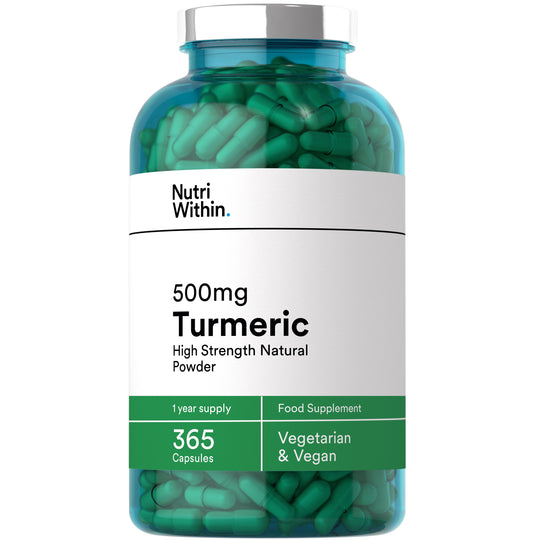 Nutri
Within.
500mg
Turmeric
High Strength Natural
Powder
1 year supply
Food Supplement
365
Capsules
Vegetarian
& Vegan